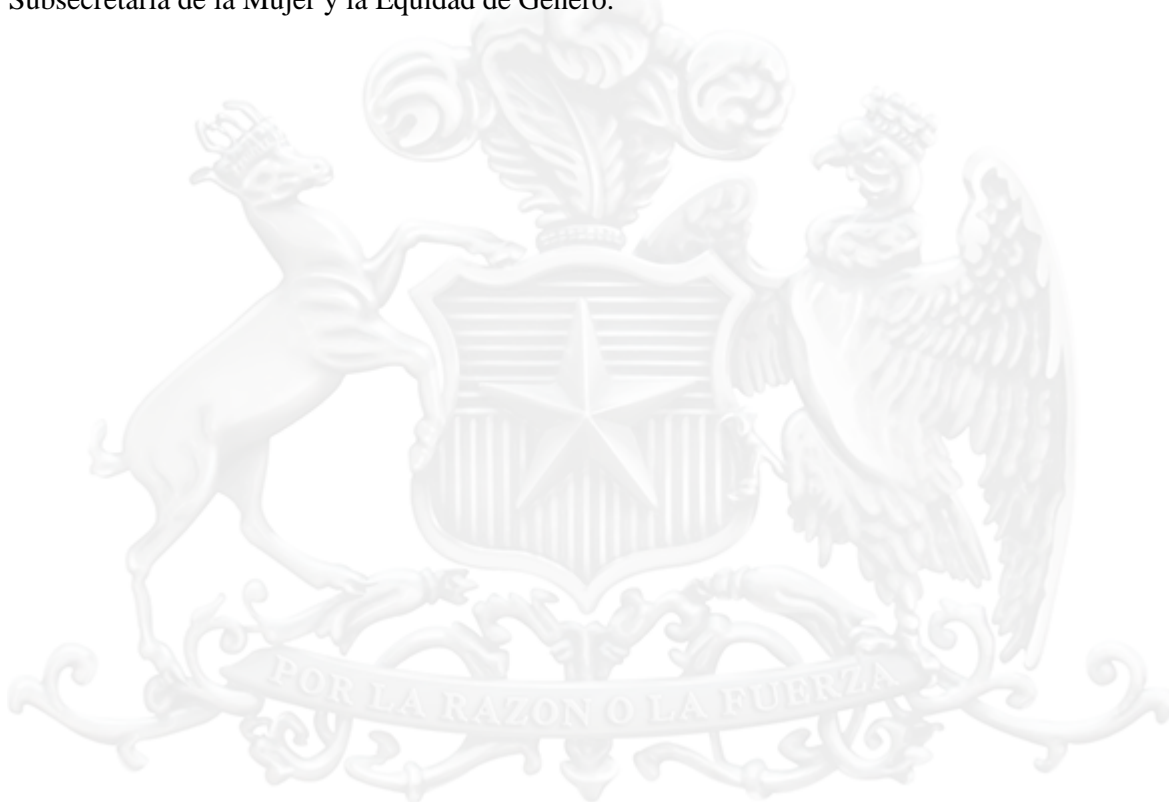 Subsecretaría de la Mujer y la Equidad de Género.
POR LA RAZON O LA FUERZA